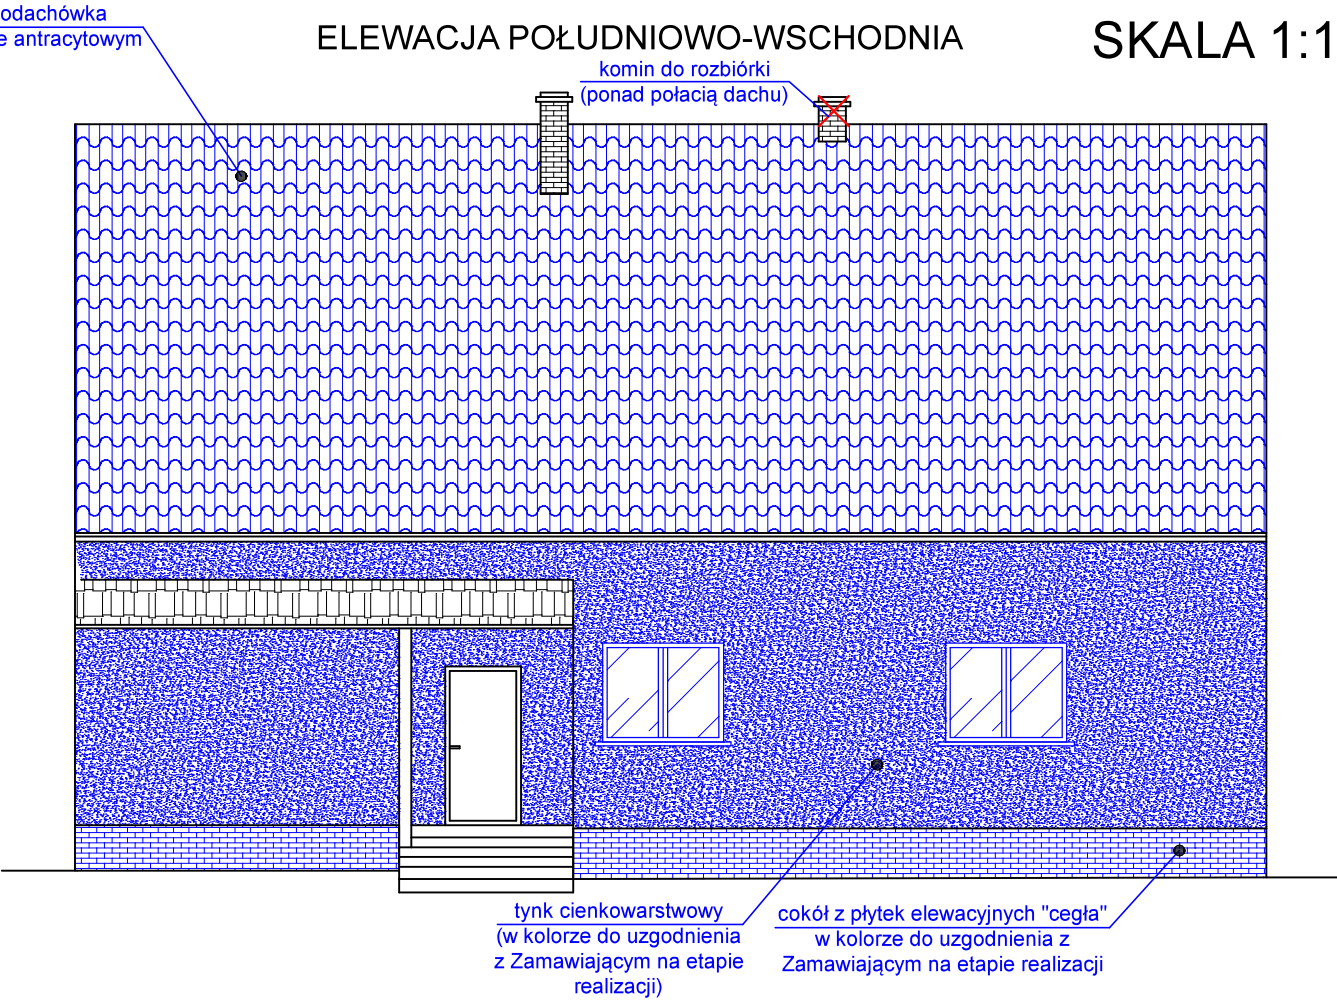 odachówka
e antracytowym
ELEWACJA POŁUDNIOWO-WSCHODNIA
SKALA 1:1
komin do rozbiórki
(ponad połacią dachu)
tynk cienkowarstwowy
(w kolorze do uzgodnienia
z Zamawiającym na etapie
realizacji)
cokół z płytek elewacyjnych "cegła"
w kolorze do uzgodnienia z
Zamawiającym na etapie realizacji